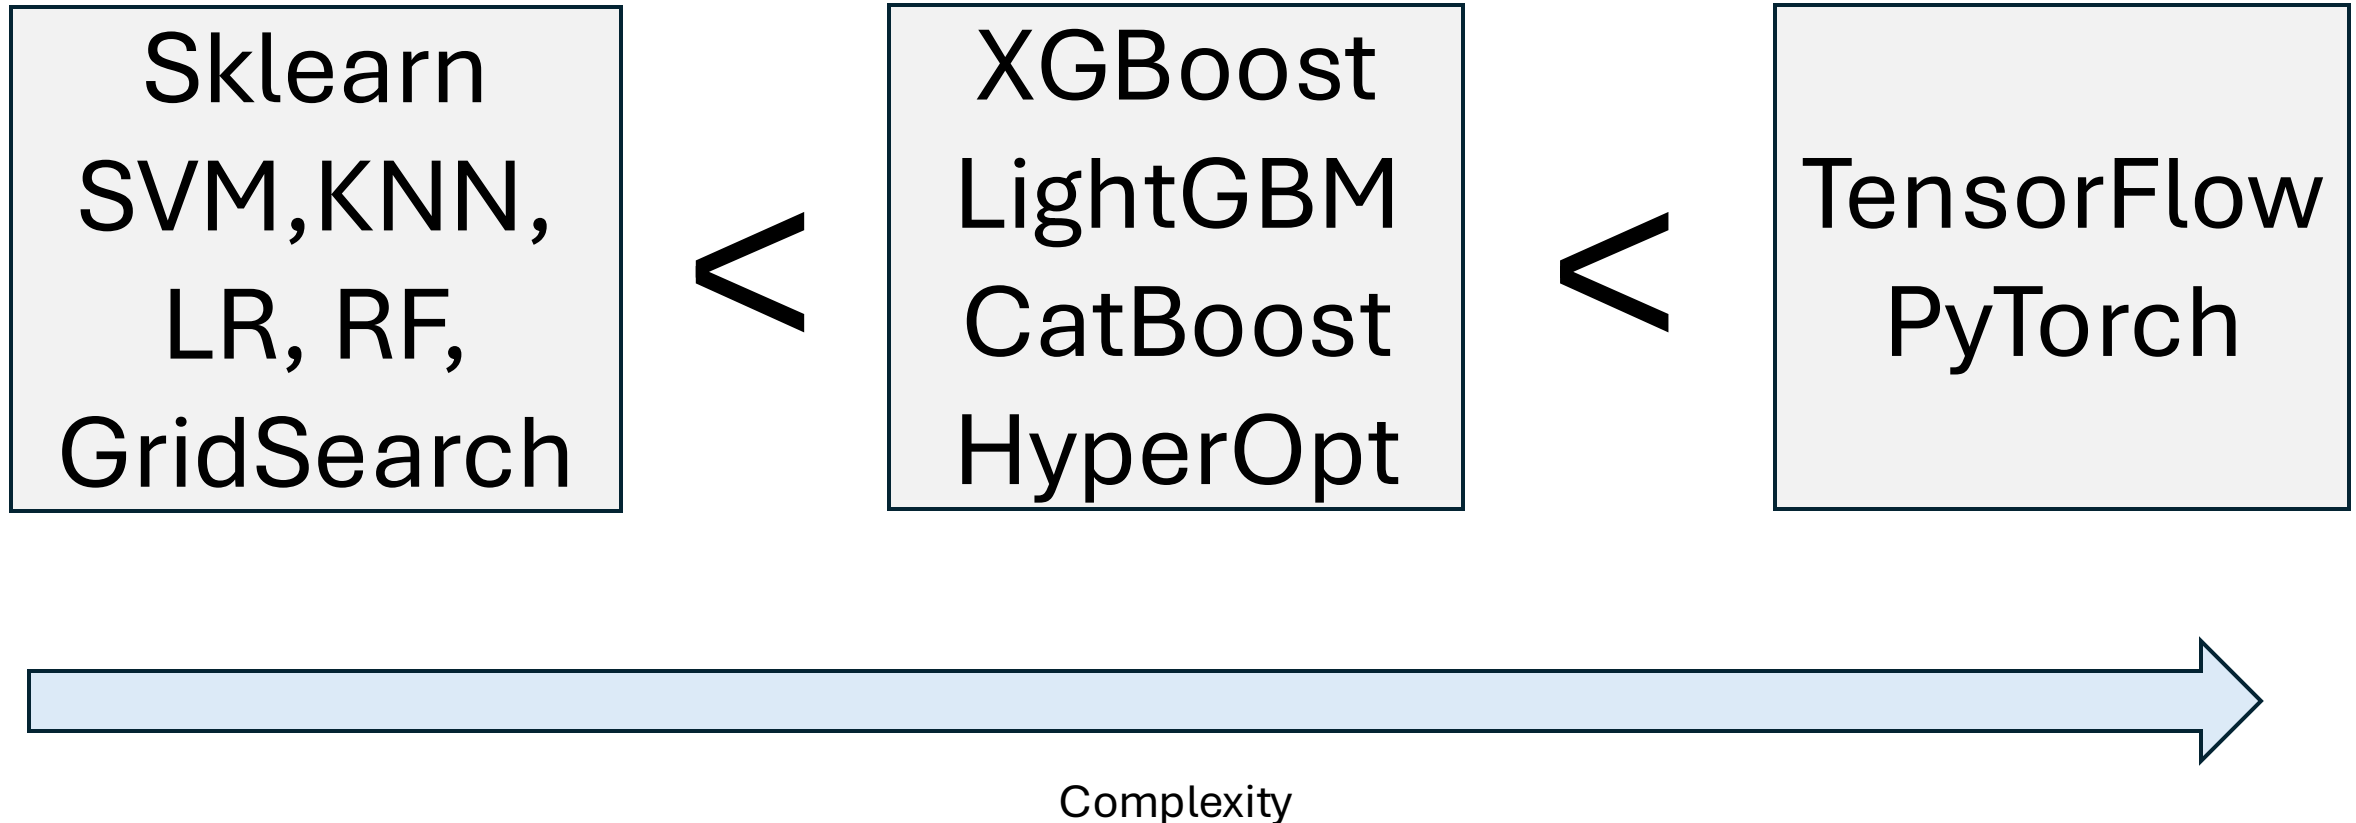 Sklearn
SVM,KNN,
LR, RF,
GridSearch
<
XGBoost
LightGBM
CatBoost
HyperOpt
<
TensorFlow
PyTorch
Complexity